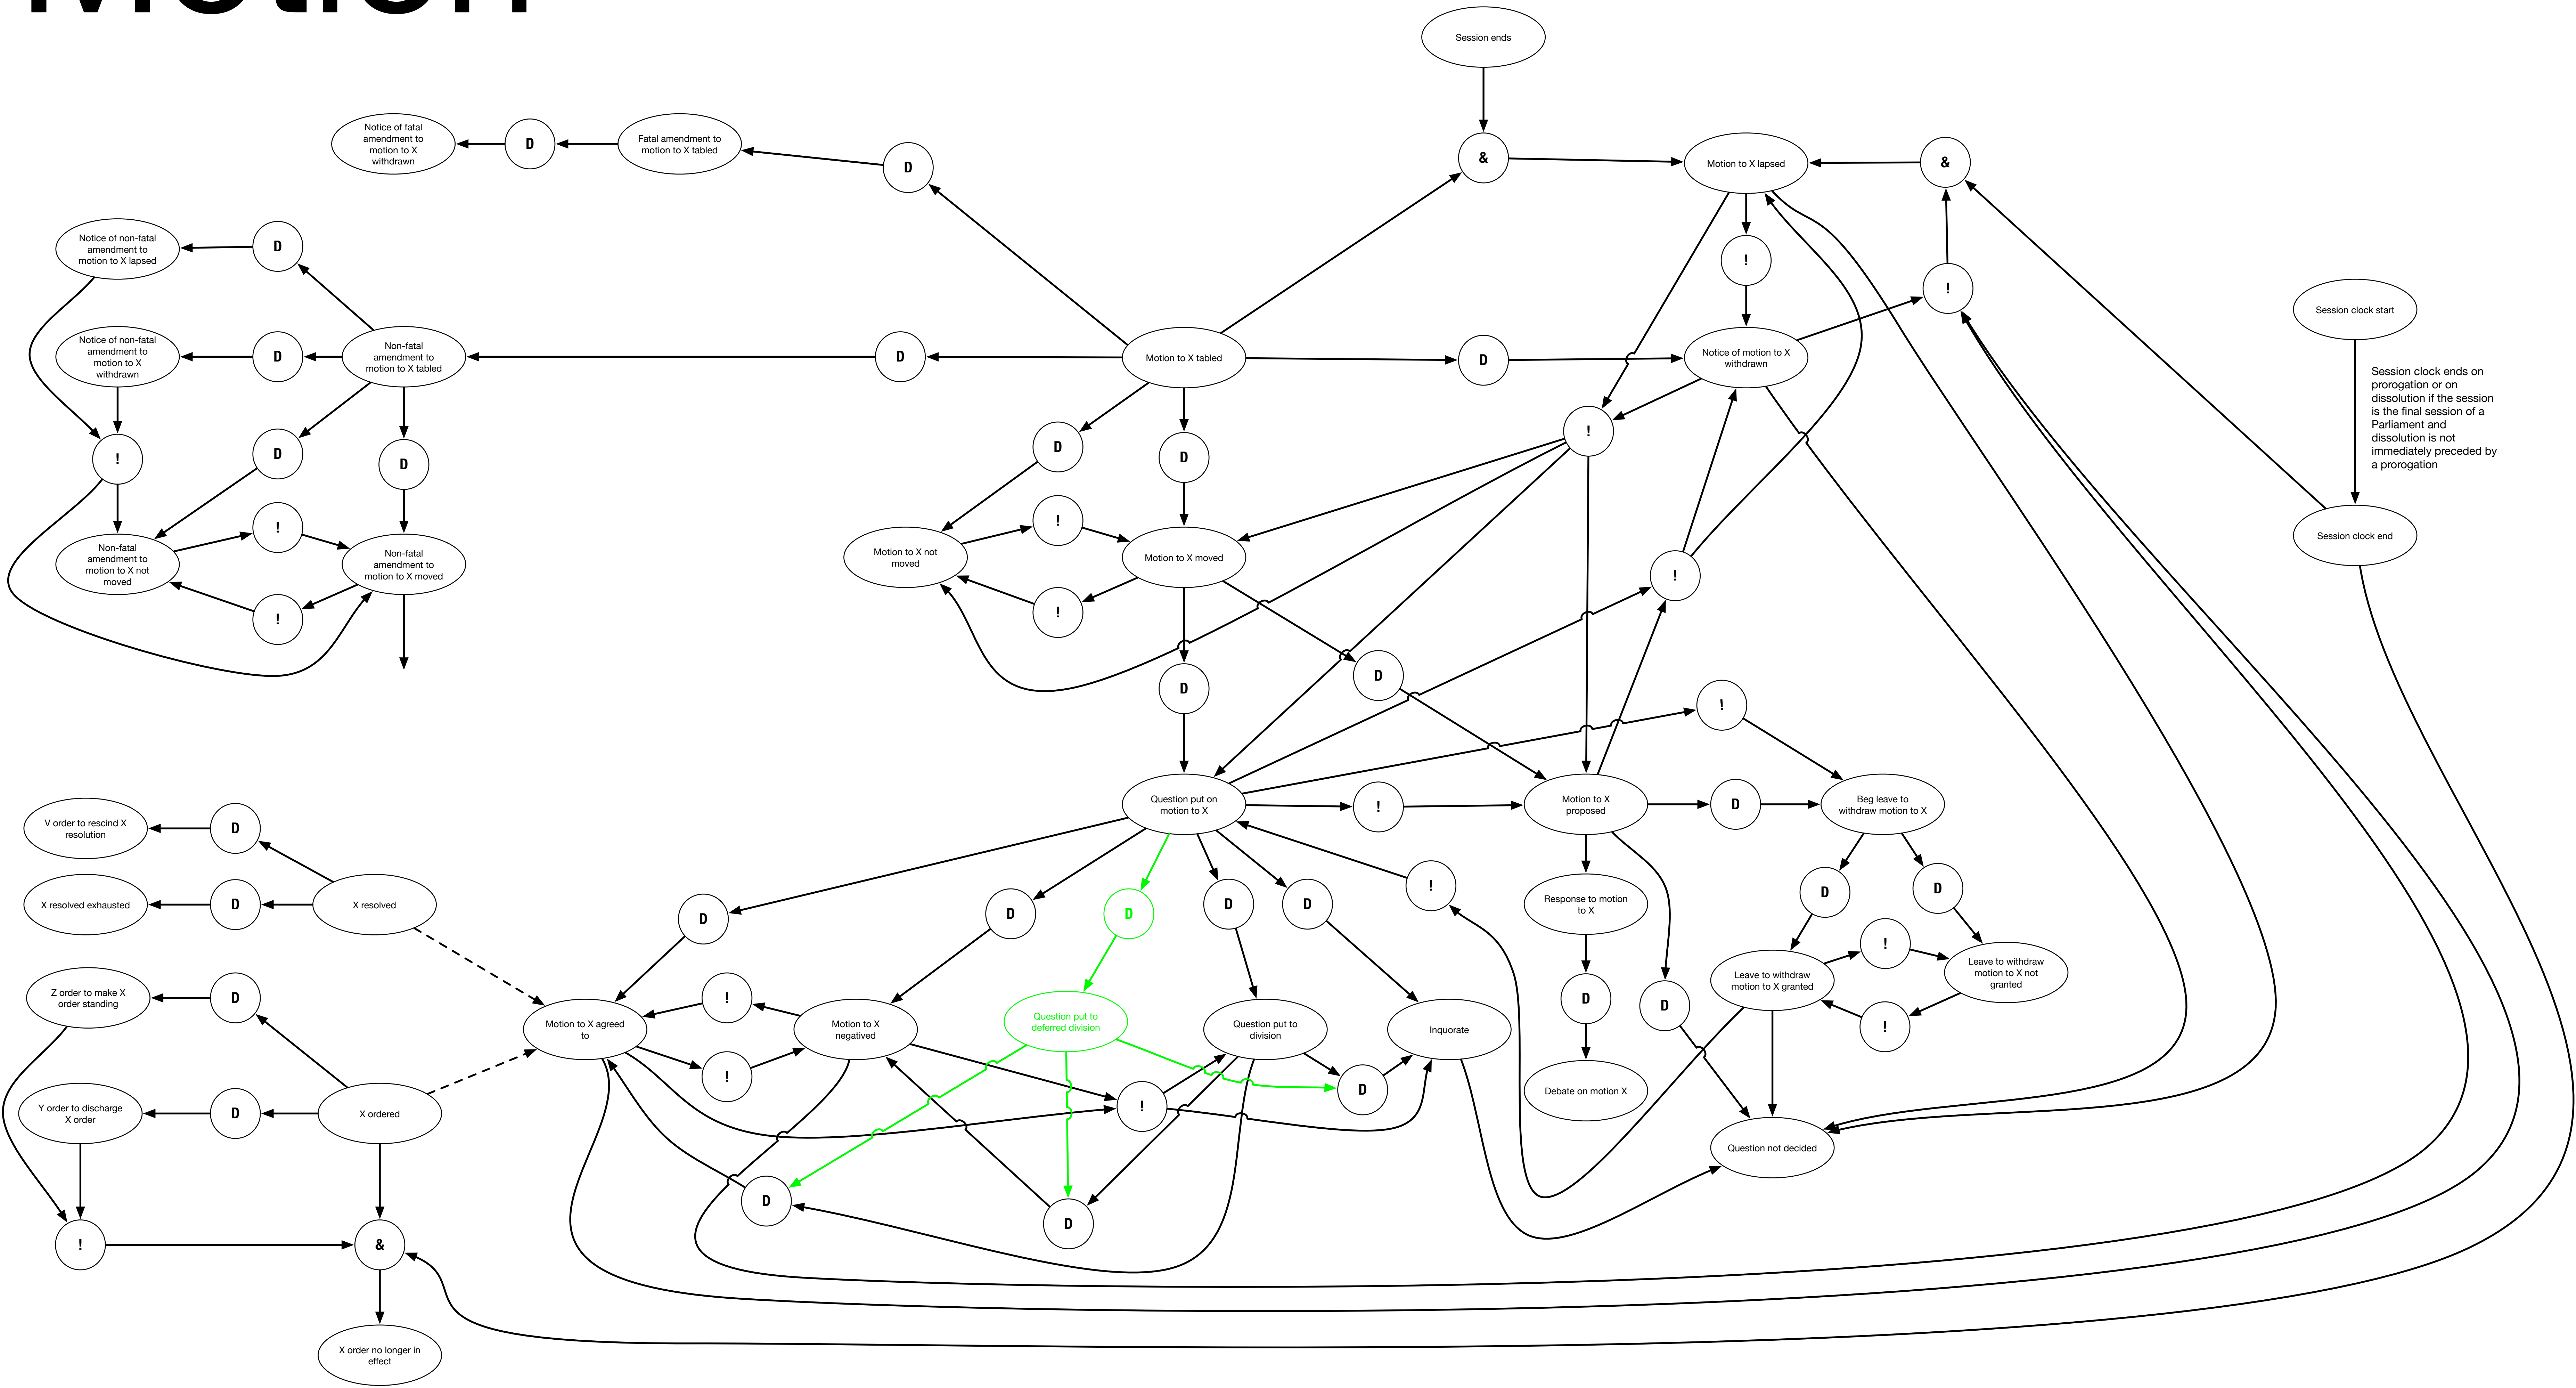 Motion
Session ends
Notice of fatal
amendment to
motion to X
withdrawn
D
Fatal amendment to
motion to X tabled
D
&
Motion to X lapsed
&
Notice of non-fatal
amendment to
motion to X lapsed
D
!
!
Session clock start
Notice of non-fatal
amendment to
motion to X
withdrawn
D
Non-fatal
amendment to
motion to X tabled
D
Motion to X tabled
D
Notice of motion to X
withdrawn
Session clock ends on
prorogation or on
dissolution if the session
is the final session of a
Parliament and
dissolution is not
immediately preceded by
a prorogation
!
D
D
D
D
!
Non-fatal
amendment to
motion to X not
moved
!
!
Non-fatal
amendment to
motion to X moved
Motion to X not
moved
!
!
Motion to X moved
!
Session clock end
D
D
!
Question put on
motion to X
!
Motion to X
proposed
D
Beg leave to
withdraw motion to X
V order to rescind X
resolution
D
X resolved exhausted
D
X resolved
D
D
D
D
D
!
Response to motion
to X
D
D
Z order to make X
order standing
D
Motion to X agreed
to
!
!
Motion to X
negatived
Question put to
deferred division
Question put to
division
Inquorate
D
D
Leave to withdraw
motion to X granted
!
!
Leave to withdraw
motion to X not
granted
Y order to discharge
X order
D
X ordered
!
D
Debate on motion X
Question not decided
D
D
!
&
X order no longer in
effect